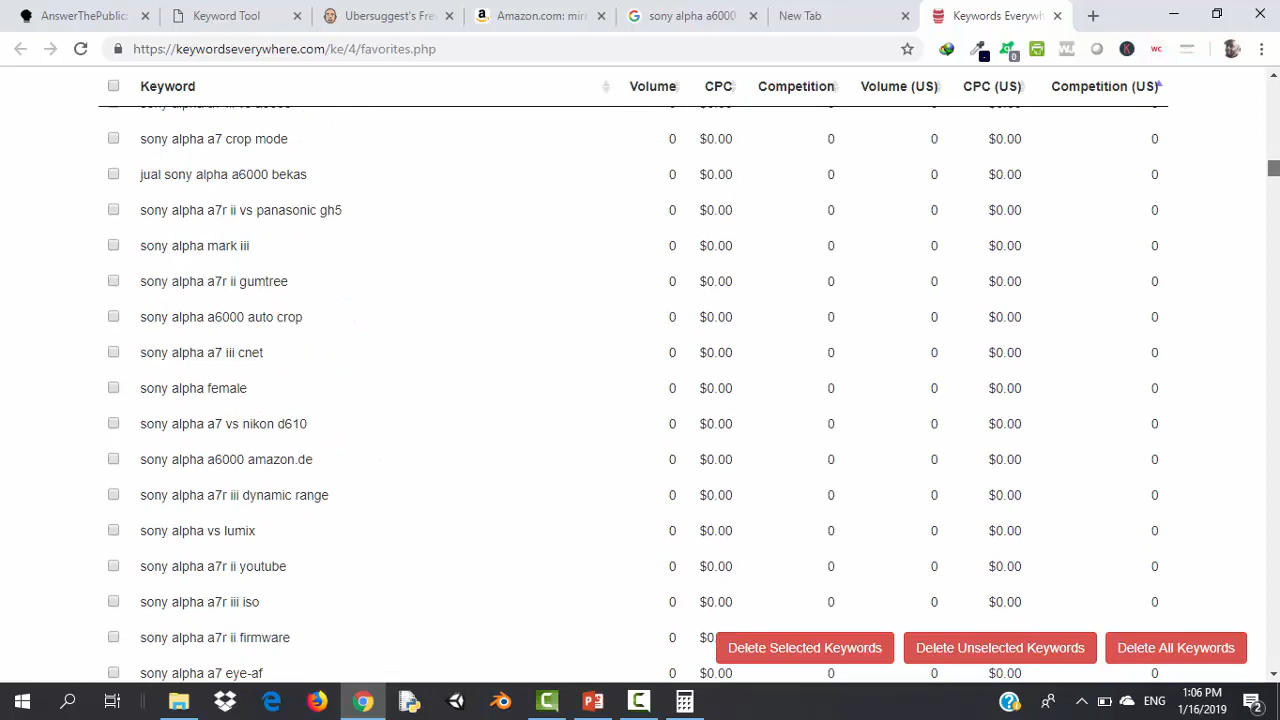 AnswerThePublic:
Keyword Tool
Ubersuggest's Fre
Amazon.com: mirr
sony alpha a6000
New Tab
Keywords Everywh
https://keywordseverywhere.com/ke/4/favorites.php
Keyword Volume CPC Competition Volume (US) CPC (US) Competition (US)
sony alpha a7 crop mode 0 $0.00 0 0 $0.00 0
jual sony alpha a6000 bekas 0 $0.00 0 0 $0.00 0
sony alpha a7r ii vs panasonic gh5 0 $0.00 0 0 $0.00 0
sony alpha mark iii 0 $0.00 0 0 $0.00 0
sony alpha a7r ii gumtree 0 $0.00 0 0 $0.00 0
sony alpha a6000 auto crop 0 $0.00 0 0 $0.00 0
sony alpha a7 iii cnet 0 $0.00 0 0 $0.00 0
sony alpha female 0 $0.00 0 0 $0.00 0
sony alpha a7 vs nikon d610 0 $0.00 0 0 $0.00 0
sony alpha a6000 amazon.de 0 $0.00 0 0 $0.00 0
sony alpha a7r iii dynamic range 0 $0.00 0 0 $0.00 0
sony alpha vs lumix 0 $0.00 0 0 $0.00 0
sony alpha a7r ii youtube 0 $0.00 0 0 $0.00 0
sony alpha a7r iii iso 0 $0.00 0 0 $0.00 0
sony alpha a7r ii firmware 0 $0.
Delete Selected Keywords Delete Unselected Keywords Delete All Keywords
sony alpha a7 eye-af
ENG
1:06 PM
1/16/2019